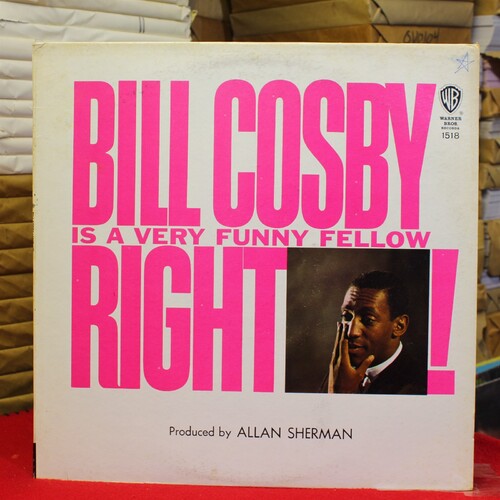 BILL COSBY
IS A VERY FUNNY FELLOW
RIGHT!
WB
WARNER
BROS
RECORDS
1518
Produced by ALLAN SHERMAN